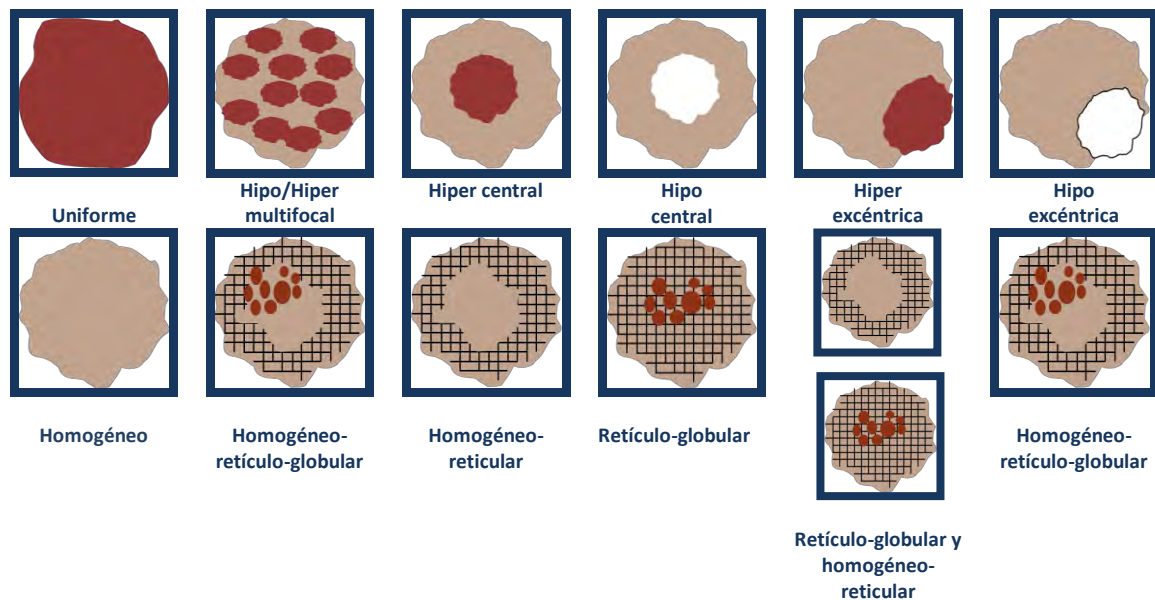 Uniforme
Hipo/Hiper
multifocal
Hiper central
Hipo
central
Hiper
excéntrica
Hipo
excéntrica
Homogéneo
Homogéneo-
retículo-globular
Homogéneo-
reticular
Retículo-globular
Retículo-globular y
homogéneo-
reticular
Homogéneo-
retículo-globular